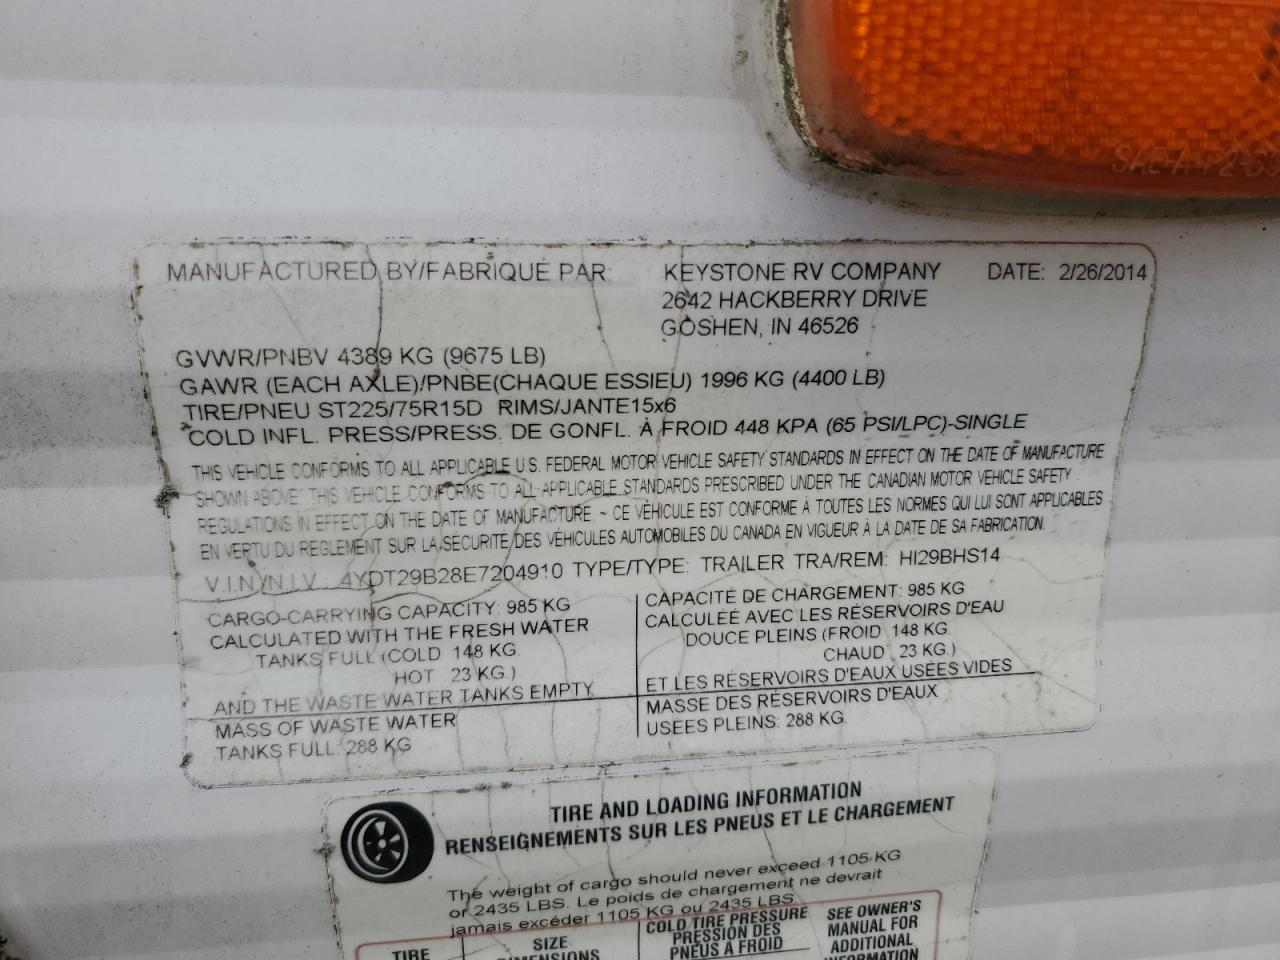 SAE-A-P2-
MANUFACTURED BY/FABRIQUÉ PAR: KEYSTONE RV COMPANY DATE: 2/26/2014
2642 HACKBERRY DRIVE
GOSHEN, IN 46526
GVWR/PNBV 4389 KG (9675 LB)
GAWR (EACH AXLE)/PNBE(CHAQUE ESSIEU) 1996 KG (4400 LB)
TIRE/PNEU ST225/75R15D RIMS/JANTE15x6
COLD INFL. PRESS/PRESS. DE GONFL. À FROID 448 KPA (65 PSI/LPC)-SINGLE
THIS VEHICLE CONFORMS TO ALL APPLICABLE U.S. FEDERAL MOTOR VEHICLE SAFETY STANDARDS IN EFFECT ON THE DATE OF MANUFACTURE
SHOWN ABOVE THIS VEHICLE CONFORMS TO ALL APPLICABLE STANDARDS PRESCRIBED UNDER THE CANADIAN MOTOR VEHICLE SAFETY
REGULATIONS IN EFFECT ON THE DATE OF MANUFACTURE. ~ CE VÉHICULE EST CONFORME À TOUTES LES NORMES QUI LUI SONT APPLICABLES
EN VERTU DU REGLEMENT SUR LA SÉCURITÉ DES VÉHICULES AUTOMOBILES DU CANADA EN VIGUEUR À LA DATE DE SA FABRICATION.
V.I.N/N.I.V. 4YDT29B28E7204910 TYPE/TYPE: TRAILER TRA/REM: HI29BHS14
CARGO-CARRYING CAPACITY: 985 KG
CALCULATED WITH THE FRESH WATER
TANKS FULL (COLD 148 KG.
HOT 23 KG.)
AND THE WASTE WATER TANKS EMPTY
MASS OF WASTE WATER
TANKS FULL: 288 KG
CAPACITÉ DE CHARGEMENT: 985 KG
CALCULÉE AVEC LES RÉSERVOIRS D'EAU
DOUCE PLEINS (FROID 148 KG.
CHAUD 23 KG.)
ET LES RÉSERVOIRS D'EAUX USÉES VIDES
MASSE DES RÉSERVOIRS D'EAUX
USÉES PLEINS: 288 KG
TIRE AND LOADING INFORMATION
RENSEIGNEMENTS SUR LES PNEUS ET LE CHARGEMENT
The weight of cargo should never exceed 1105 KG
or 2435 LBS. Le poids de chargement ne devrait
jamais excéder 1105 KG ou 2435 LBS.
TIRE
SIZE
DIMENSIONS
COLD TIRE PRESSURE
PRESSION DES
PNEUS A FROID
SEE OWNER'S
MANUAL FOR
ADDITIONAL
INFORMATION